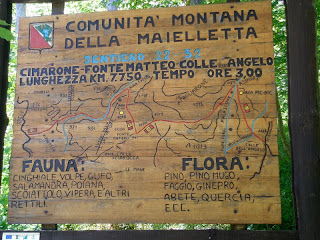 COMUNITA' MONTANA
DELLA MAIELLETTA
SENTIERO
CIMARONE-FONTE MATTEO COLLE ANGELO
LUNGHEZZA KM 7,750 TEMPO ORE 3,00
FAUNA:
CINGHIALE, VOLPE, GUFO,
SALAMANDRA, POIANA,
SCOIATTOLO, VIPERA, E ALTRI
RETTILI
FLORA:
PINO, PINO MUGO,
FAGGIO, GINEPRO,
ABETE, QUERCIA,
ECC.